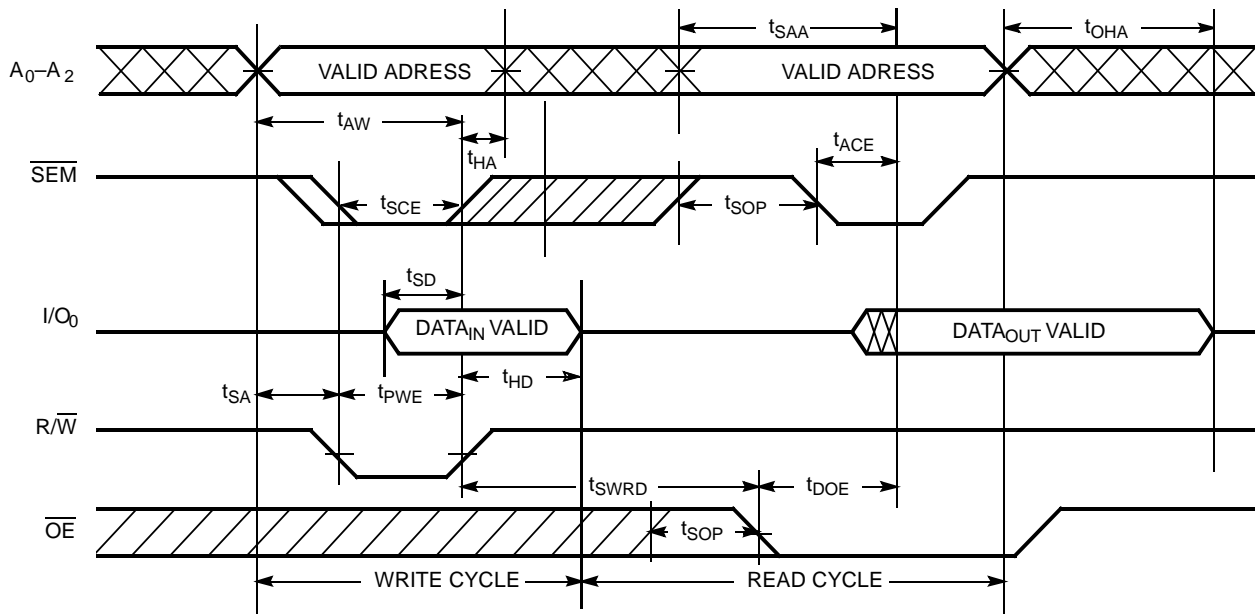 tSAA tOHA
A0–A2 VALID ADRESS VALID ADRESS
tAW tHA tACE
SEM tSCE tSOP
tSD
I/O0 DATAIN VALID DATAOUT VALID
tHD
tSA tPWE
R/W
tSWRD tDOE
OE tSOP
WRITE CYCLE READ CYCLE